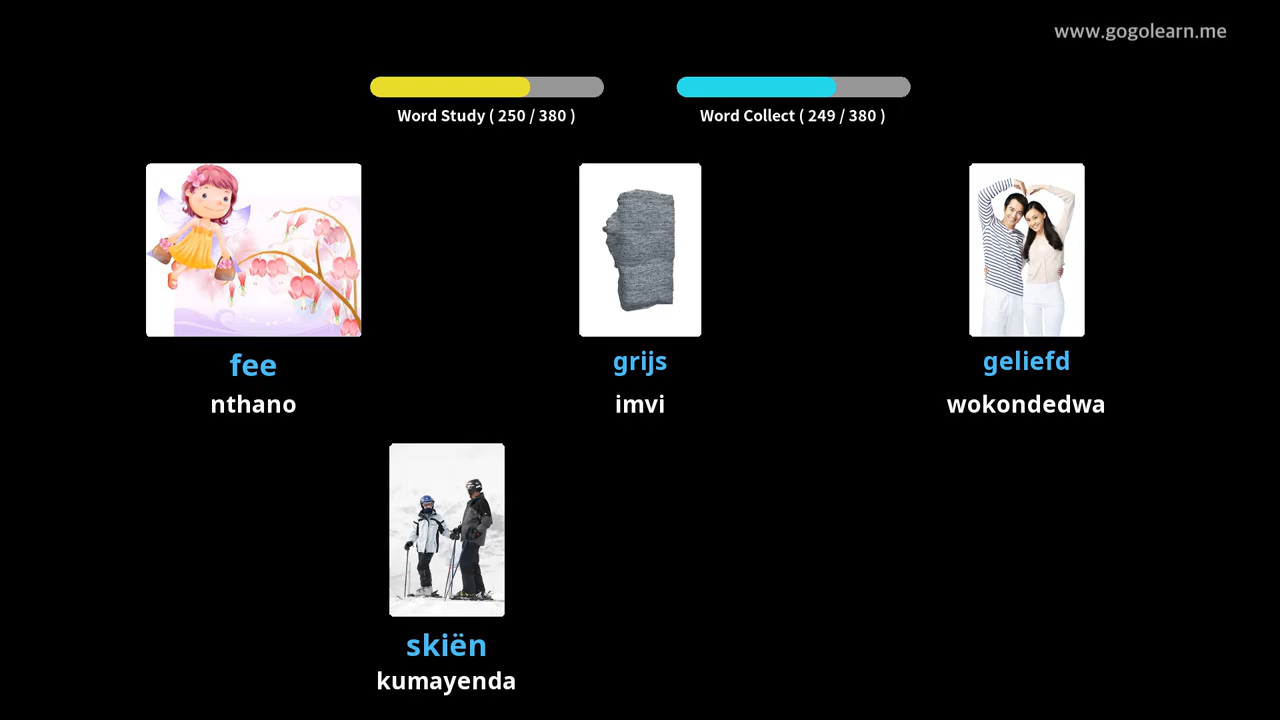 www.gogolearn.me
Word Study ( 250 / 380 )
Word Collect ( 249 / 380 )
fee
nthano
grijs
imvi
geliefd
wokondedwa
skiën
kumayenda